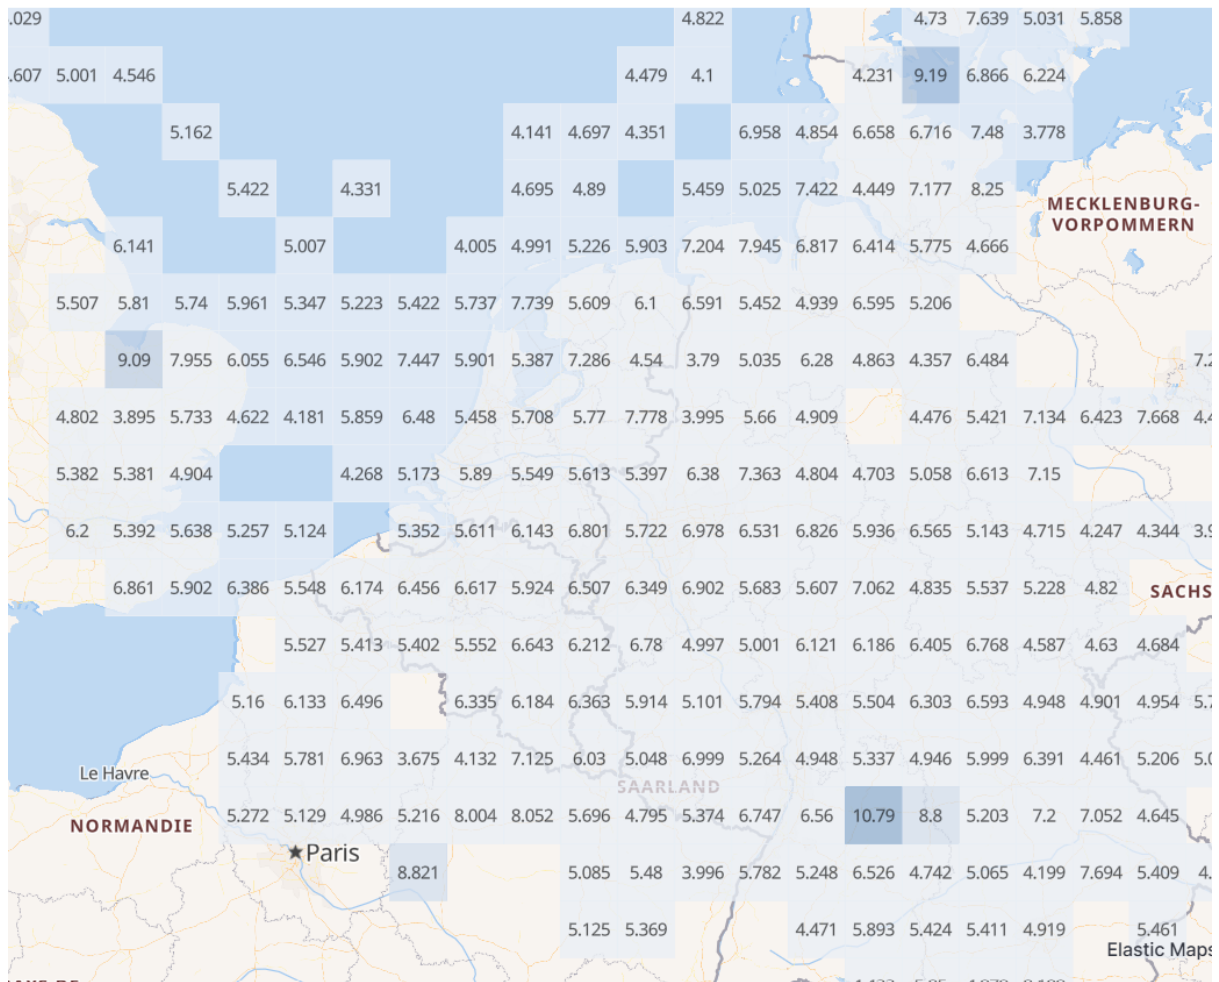 .029 4.822 4.73 7.639 5.031 5.858
.607 5.001 4.546 4.479 4.1 4.231 9.19 6.866 6.224
5.162 4.141 4.697 4.351 6.958 4.854 6.658 6.716 7.48 3.778
5.422 4.331 4.695 4.89 5.459 5.025 7.422 4.449 7.177 8.25
MECKLENBURG-
VORPOMMERN
6.141 5.007 4.005 4.991 5.226 5.903 7.204 7.945 6.817 6.414 5.775 4.666
5.507 5.81 5.74 5.961 5.347 5.223 5.422 5.737 7.739 5.609 6.1 6.591 5.452 4.939 6.595 5.206
9.09 7.955 6.055 6.546 5.902 7.447 5.901 5.387 7.286 4.54 3.79 5.035 6.28 4.863 4.357 6.484 7.2
4.802 3.895 5.733 4.622 4.181 5.859 6.48 5.458 5.708 5.77 7.778 3.995 5.66 4.909 4.476 5.421 7.134 6.423 7.668 4.4
5.382 5.381 4.904 4.268 5.173 5.89 5.549 5.613 5.397 6.38 7.363 4.804 4.703 5.058 6.613 7.15
6.2 5.392 5.638 5.257 5.124 5.352 5.611 6.143 6.801 5.722 6.978 6.531 6.826 5.936 6.565 5.143 4.715 4.247 4.344 3.9
6.861 5.902 6.386 5.548 6.174 6.456 6.617 5.924 6.507 6.349 6.902 5.683 5.607 7.062 4.835 5.537 5.228 4.82 SACHS
5.527 5.413 5.402 5.552 6.643 6.212 6.78 4.997 5.001 6.121 6.186 6.405 6.768 4.587 4.63 4.684
5.16 6.133 6.496 6.335 6.184 6.363 5.914 5.101 5.794 5.408 5.504 6.303 6.593 4.948 4.901 4.954 5.7
5.434 5.781 6.963 3.675 4.132 7.125 6.03 5.048 6.999 5.264 4.948 5.337 4.946 5.999 6.391 4.461 5.206 5.0
Le Havre
SAARLAND
5.272 5.129 4.986 5.216 8.004 8.052 5.696 4.795 5.374 6.747 6.56 10.79 8.8 5.203 7.2 7.052 4.645
NORMANDIE
Paris
8.821 5.085 5.48 3.996 5.782 5.248 6.526 4.742 5.065 4.199 7.694 5.409 4.
5.125 5.369 4.471 5.893 5.424 5.411 4.919 5.461
Elastic Maps